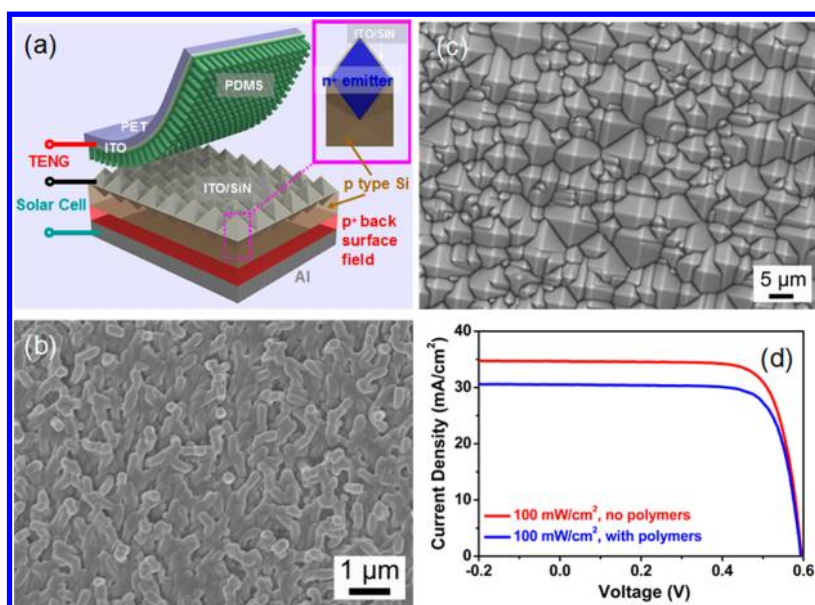 (a)
ITO/SiN
n⁺ emitter
PDMS
PET
ITO
TENG
ITO/SiN
p type Si
Solar Cell
p⁺ back
surface
field
Al
(b)
1 µm
(c)
5 µm
(d)
Current Density (mA/cm²)
40
30
20
10
0
100 mW/cm², no polymers
100 mW/cm², with polymers
-0.2
0.0
0.2
0.4
0.6
Voltage (V)